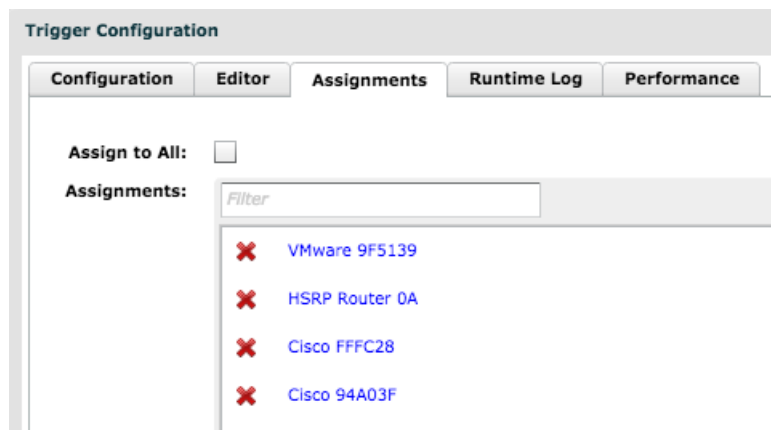 Trigger Configuration
Configuration Editor Assignments Runtime Log Performance
Assign to All:
Assignments:
Filter
VMware 9F5139
HSRP Router 0A
Cisco FFFC28
Cisco 94A03F